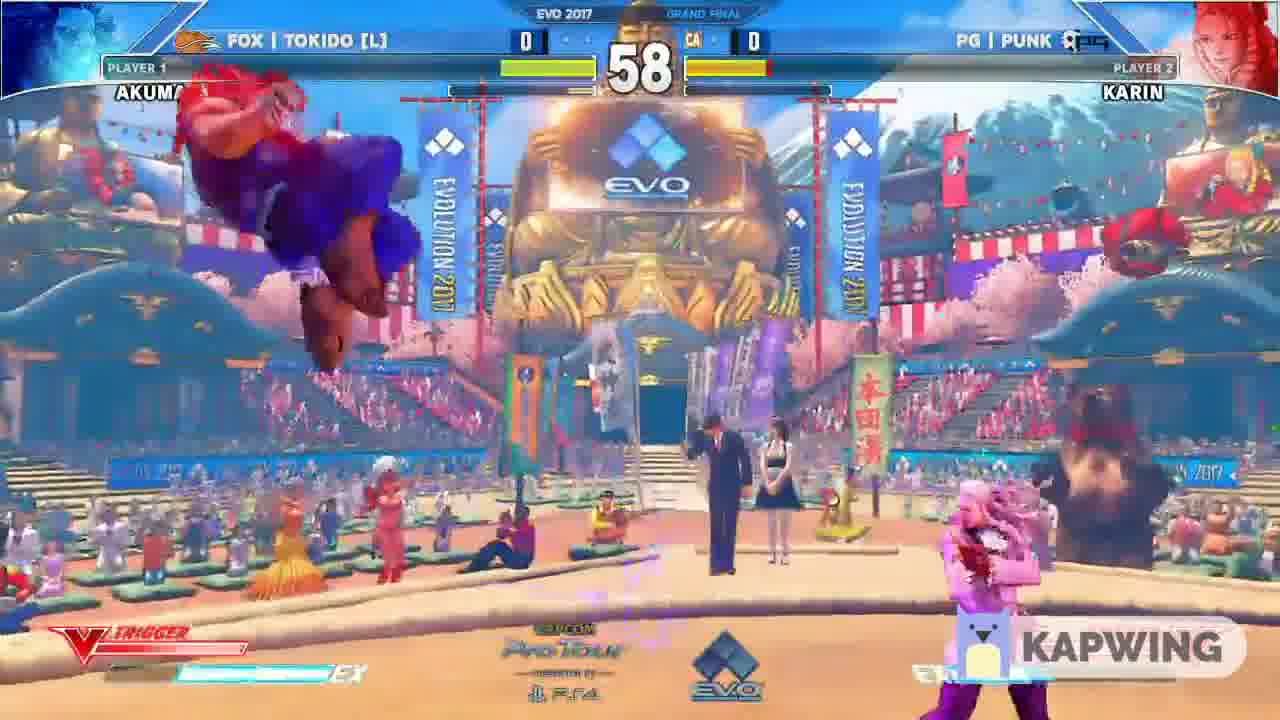 EVO 2017
GRAND FINAL
FOX | TOKIDO [L]
0
CA
0
PG | PUNK
58
PLAYER 1
PLAYER 2
AKUMA
KARIN
EVO
EVOLUTION 2017
EVOLUTION 2017
2017
TRIGGER
EX
CAPCOM
PRO TOUR
PS4
EVO
KAPWING